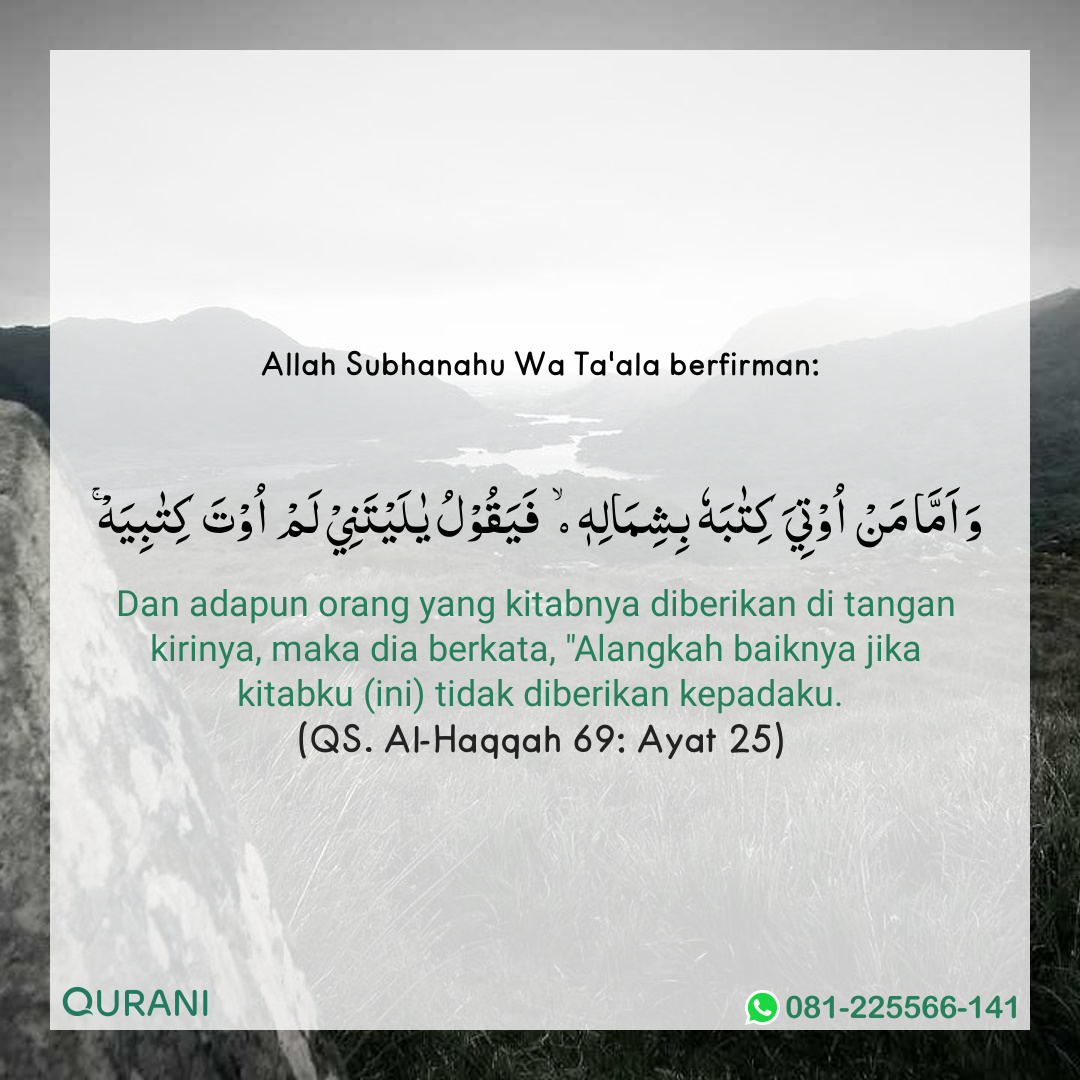 Allah Subhanahu Wa Ta'ala berfirman:
وَاَمَّا مَنْ اُوْتِيَ كِتٰبَهٗ بِشِمَالِهٖ ەۙ فَيَقُوْلُ يٰلَيْتَنِيْ لَمْ اُوْتَ كِتٰبِيَهْۚ
Dan adapun orang yang kitabnya diberikan di tangan
kirinya, maka dia berkata, "Alangkah baiknya jika
kitabku (ini) tidak diberikan kepadaku.
(QS. Al-Haqqah 69: Ayat 25)
QURANI
081-225566-141